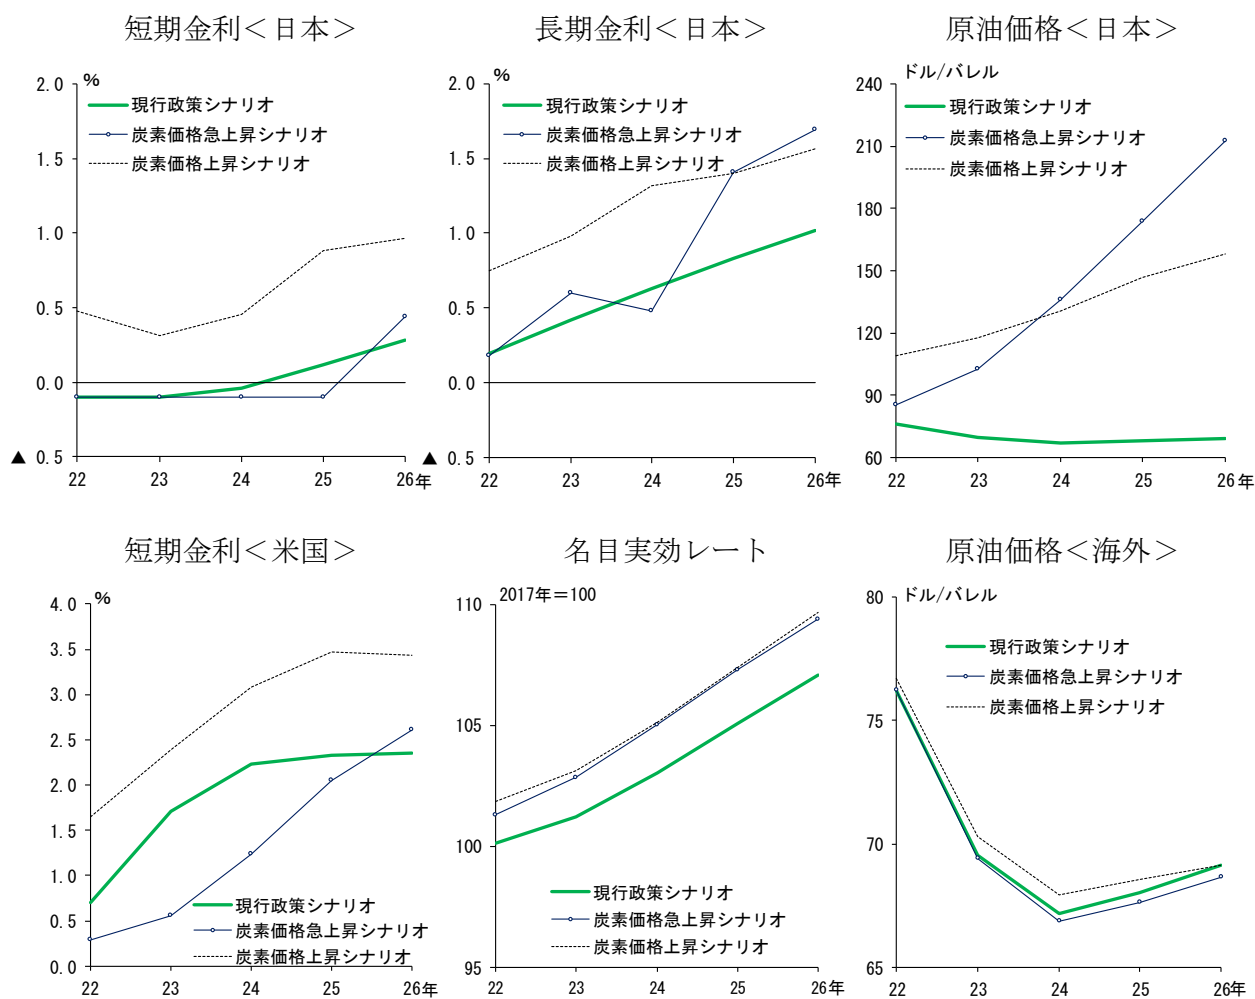 短期金利＜日本＞
％
2.0
1.5
1.0
0.5
0.0
▲ 0.5
現行政策シナリオ
炭素価格急上昇シナリオ
炭素価格上昇シナリオ
22 23 24 25 26年
長期金利＜日本＞
％
2.0
1.5
1.0
0.5
0.0
▲ 0.5
現行政策シナリオ
炭素価格急上昇シナリオ
炭素価格上昇シナリオ
22 23 24 25 26年
原油価格＜日本＞
ドル/バレル
240
210
180
150
120
90
60
現行政策シナリオ
炭素価格急上昇シナリオ
炭素価格上昇シナリオ
22 23 24 25 26年
短期金利＜米国＞
％
4.0
3.5
3.0
2.5
2.0
1.5
1.0
0.5
0.0
現行政策シナリオ
炭素価格急上昇シナリオ
炭素価格上昇シナリオ
22 23 24 25 26年
名目実効レート
2017年＝100
110
105
100
95
現行政策シナリオ
炭素価格急上昇シナリオ
炭素価格上昇シナリオ
22 23 24 25 26年
原油価格＜海外＞
ドル/バレル
80
75
70
65
現行政策シナリオ
炭素価格急上昇シナリオ
炭素価格上昇シナリオ
22 23 24 25 26年